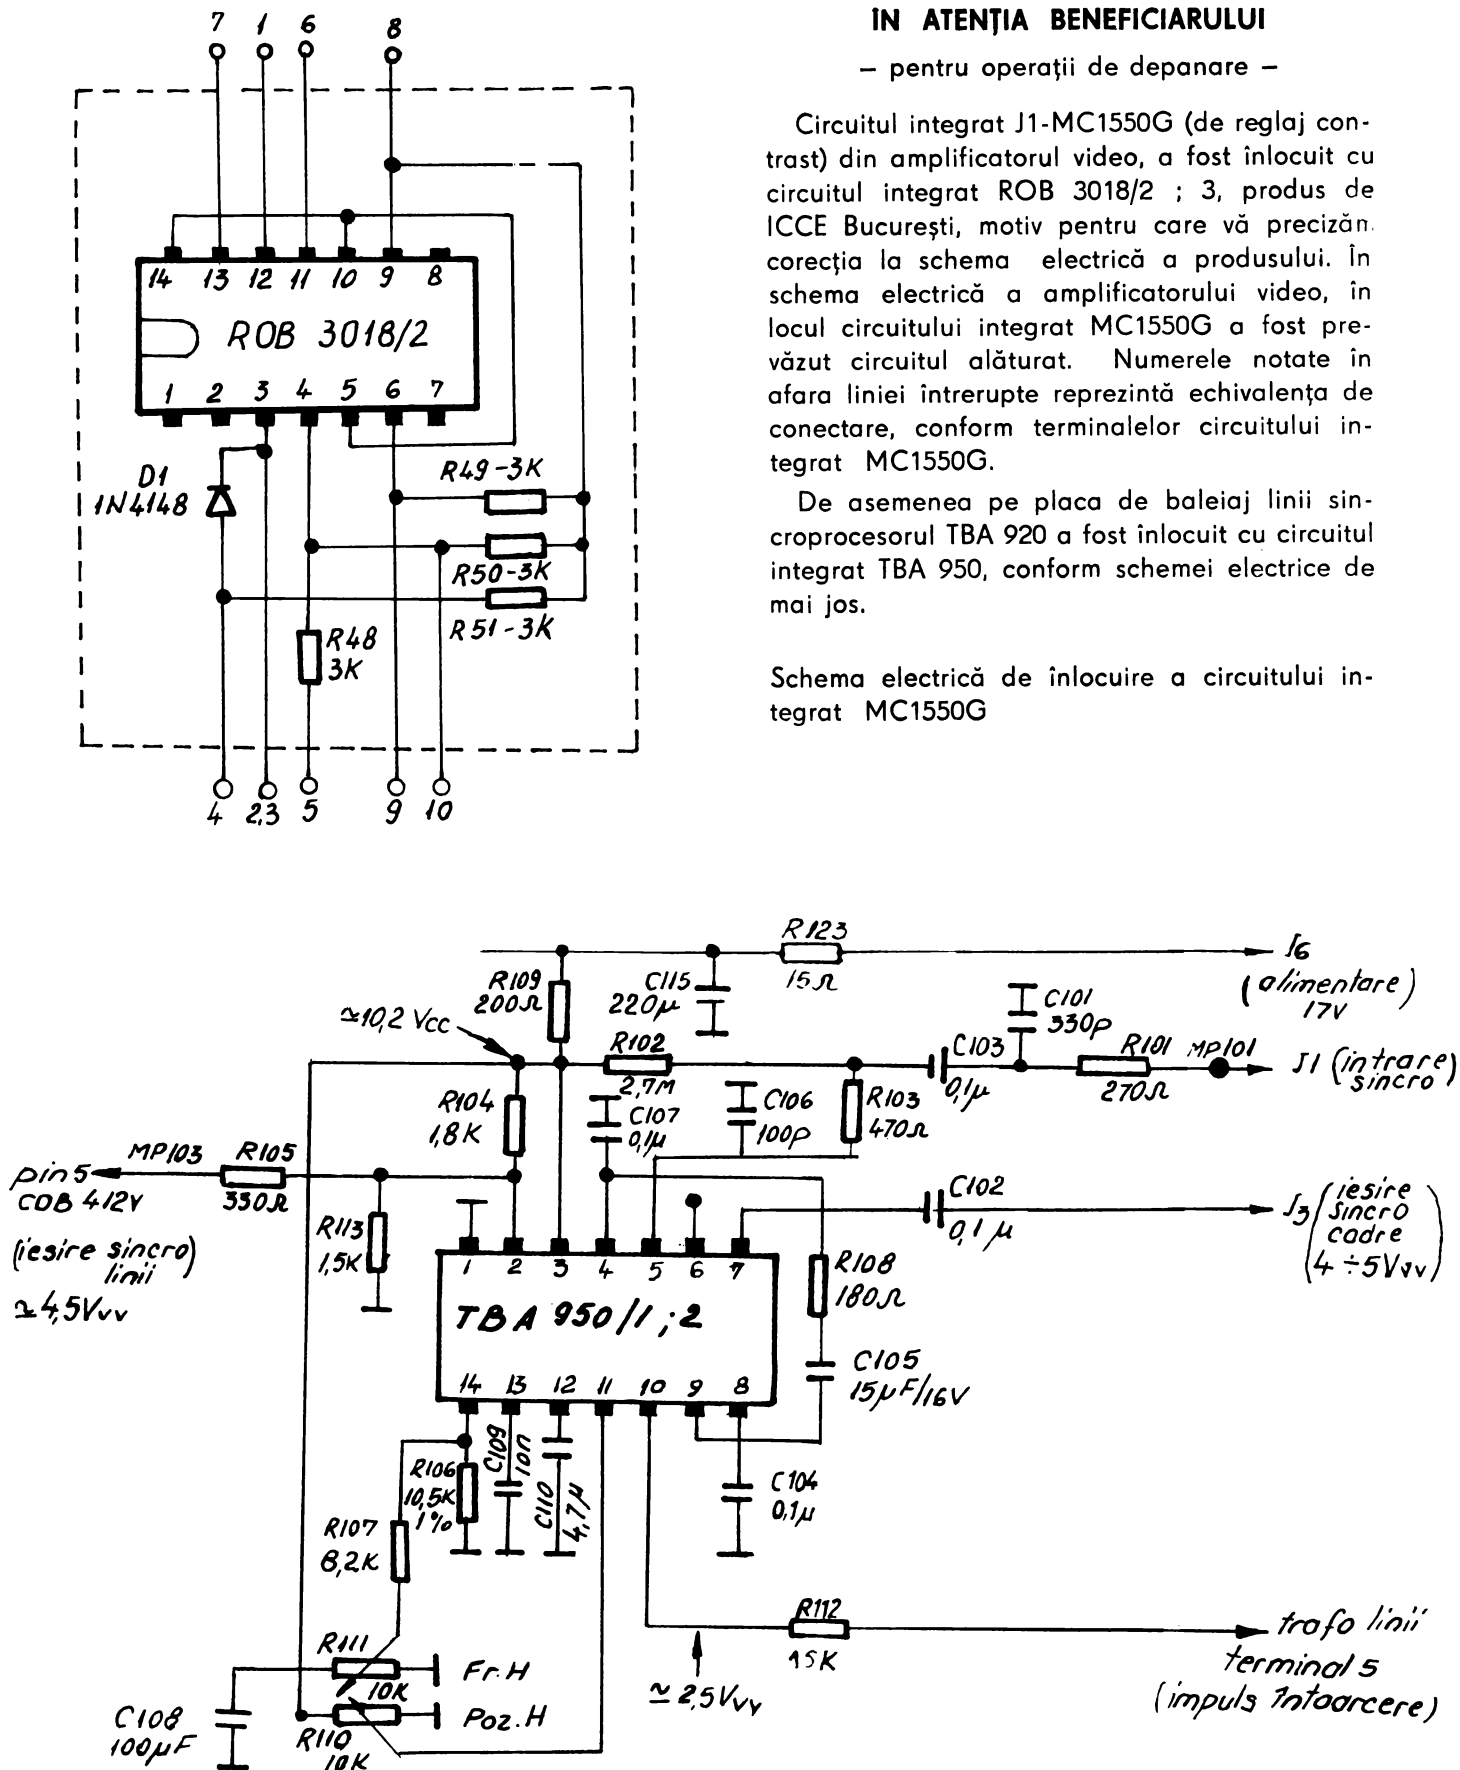 7 1 6 8
14 13 12 11 10 9 8
ROB 3018/2
1 2 3 4 5 6 7
D1
1N4148
R49-3K
R50-3K
R51-3K
R48
3K
4 2,3 5 9 10
ÎN ATENȚIA BENEFICIARULUI
– pentru operații de depanare –
Circuitul integrat J1-MC1550G (de reglaj con-
trast) din amplificatorul video, a fost înlocuit cu
circuitul integrat ROB 3018/2 ; 3, produs de
ICCE București, motiv pentru care vă precizăm
corecția la schema electrică a produsului. În
schema electrică a amplificatorului video, în
locul circuitului integrat MC1550G a fost pre-
văzut circuitul alăturat. Numerele notate în
afara liniei întrerupte reprezintă echivalența de
conectare, conform terminalelor circuitului in-
tegrat MC1550G.
De asemenea pe placa de baleiaj linii sin-
croprocesorul TBA 920 a fost înlocuit cu circuitul
integrat TBA 950, conform schemei electrice de
mai jos.
Schema electrică de înlocuire a circuitului in-
tegrat MC1550G
R123
15Ω
J6
(alimentare)
17V
R109
200Ω
C115
220µ
≃10,2 Vcc
R102
2,7M
C101
330p
C103
0,1µ
R101
270Ω
MP101
J1 (intrare)
sincro
R104
1,8K
C107
0,1µ
C106
100p
R103
470Ω
pin 5
COB 412V
MP103
R105
330Ω
(iesire sincro)
linii
≃4,5Vvv
R113
1,5K
C102
0,1µ
J3 (iesire
sincro
cadre
4÷5Vvv)
1 2 3 4 5 6 7
TBA 950/1;2
14 13 12 11 10 9 8
R108
180Ω
C105
15µF/16V
R106
10,5K
1%
C109
10n
C110
4,7µ
C104
0,1µ
R107
8,2K
R111
10K
Fr.H
R110
10K
Poz.H
C108
100µF
≃2,5Vvv
R112
15K
trafo linii
terminal 5
(impuls întoarcere)